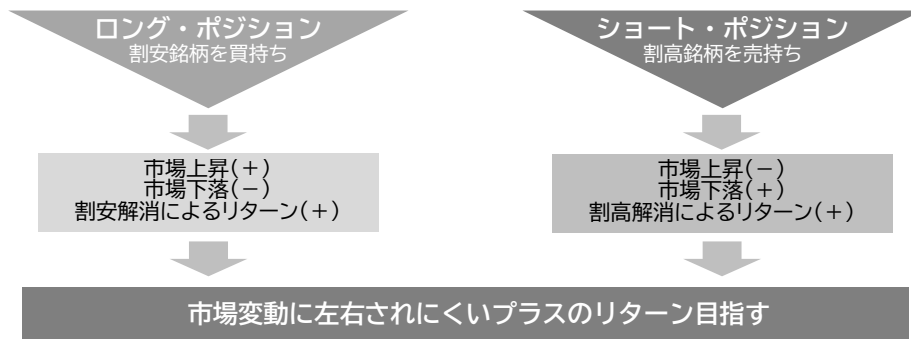 ロング・ポジション
割安銘柄を買持ち
ショート・ポジション
割高銘柄を売持ち
市場上昇(+)
市場下落(−)
割安解消によるリターン(+)
市場上昇(−)
市場下落(+)
割高解消によるリターン(+)
市場変動に左右されにくいプラスのリターン目指す